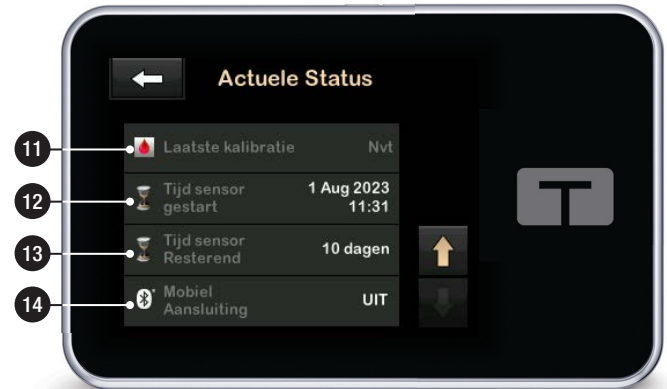 Actuele Status
11
Laatste kalibratie Nvt
12
Tijd sensor 1 Aug 2023
gestart 11:31
13
Tijd sensor 10 dagen
Resterend
14
Mobiel UIT
Aansluiting